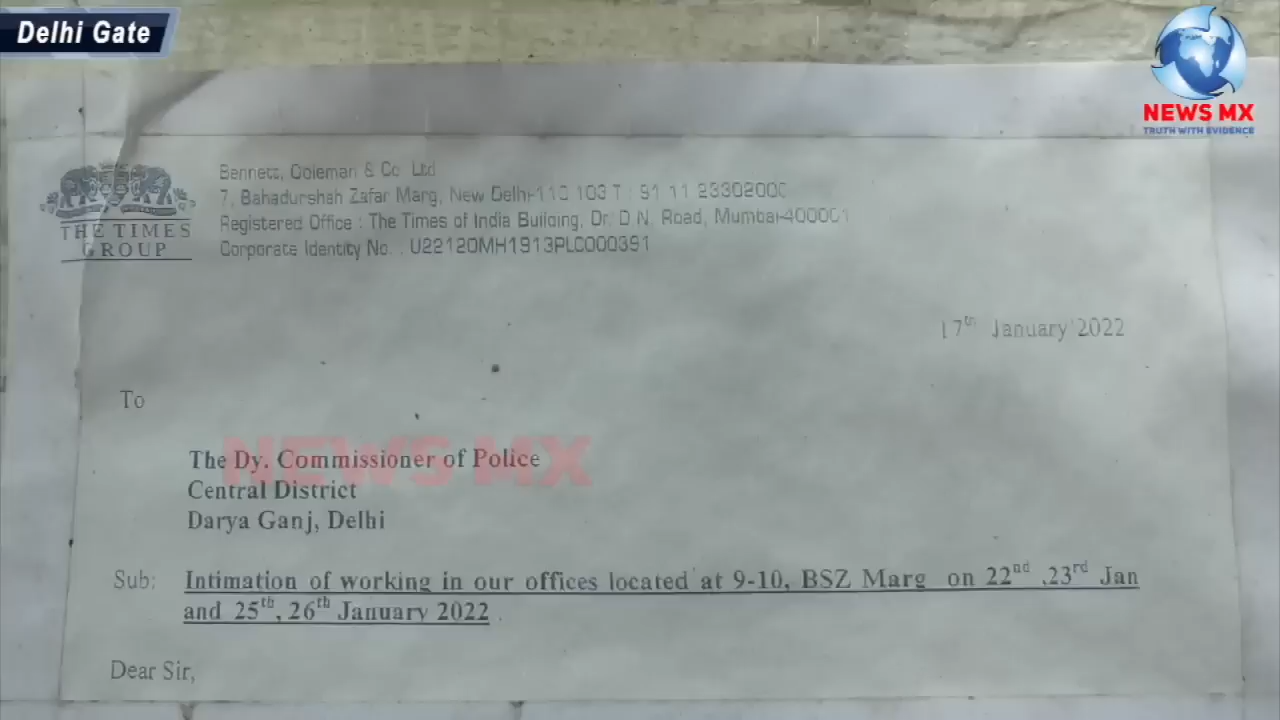 Delhi Gate
NEWS MX
TRUTH WITH EVIDENCE
THE TIMES
GROUP
Bennett, Coleman & Co. Ltd
7, Bahadurshah Zafar Marg, New Delhi-110 103 T : 91 11 23302000
Registered Office : The Times of India Building, Dr. D N. Road, Mumbai-400001
Corporate Identity No. : U22120MH1913PLC000391
17th January'2022
To
NEWS MX
The Dy. Commissioner of Police
Central District
Darya Ganj, Delhi
Sub: Intimation of working in our offices located at 9-10, BSZ Marg on 22nd ,23rd Jan
and 25th, 26th January 2022 .
Dear Sir,